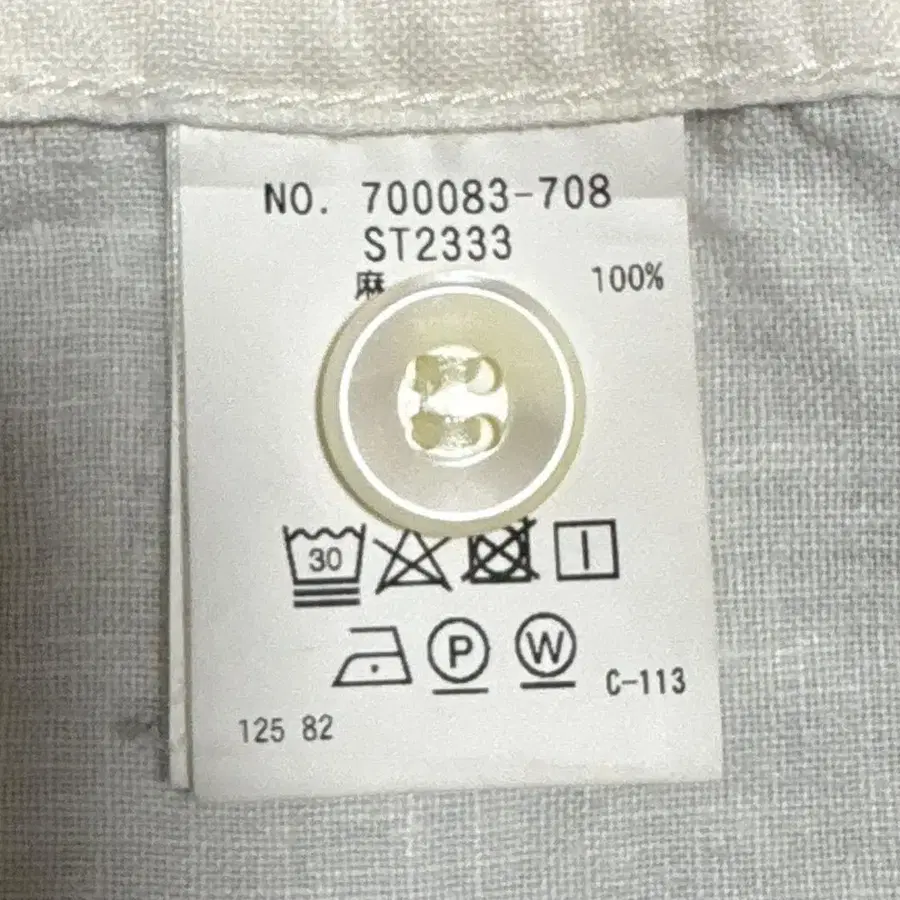 NO. 700083-708
ST2333
麻 100%
30
P W
C-113
125 82